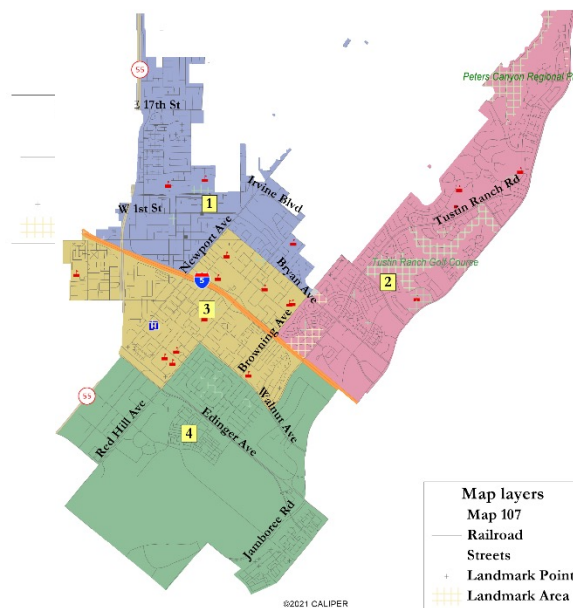 55
Peters Canyon Regional P
E 17th St
Tustin Ranch Rd
W 1st St
1
Irvine Blvd
Newport Ave
Tustin Ranch Golf Course
Bryan Ave
2
5
3
H
Browning Ave
Walnut Ave
55
Red Hill Ave
Edinger Ave
4
Jamboree Rd
Map layers
Map 107
Railroad
Streets
Landmark Point
Landmark Area
©2021 CALIPER